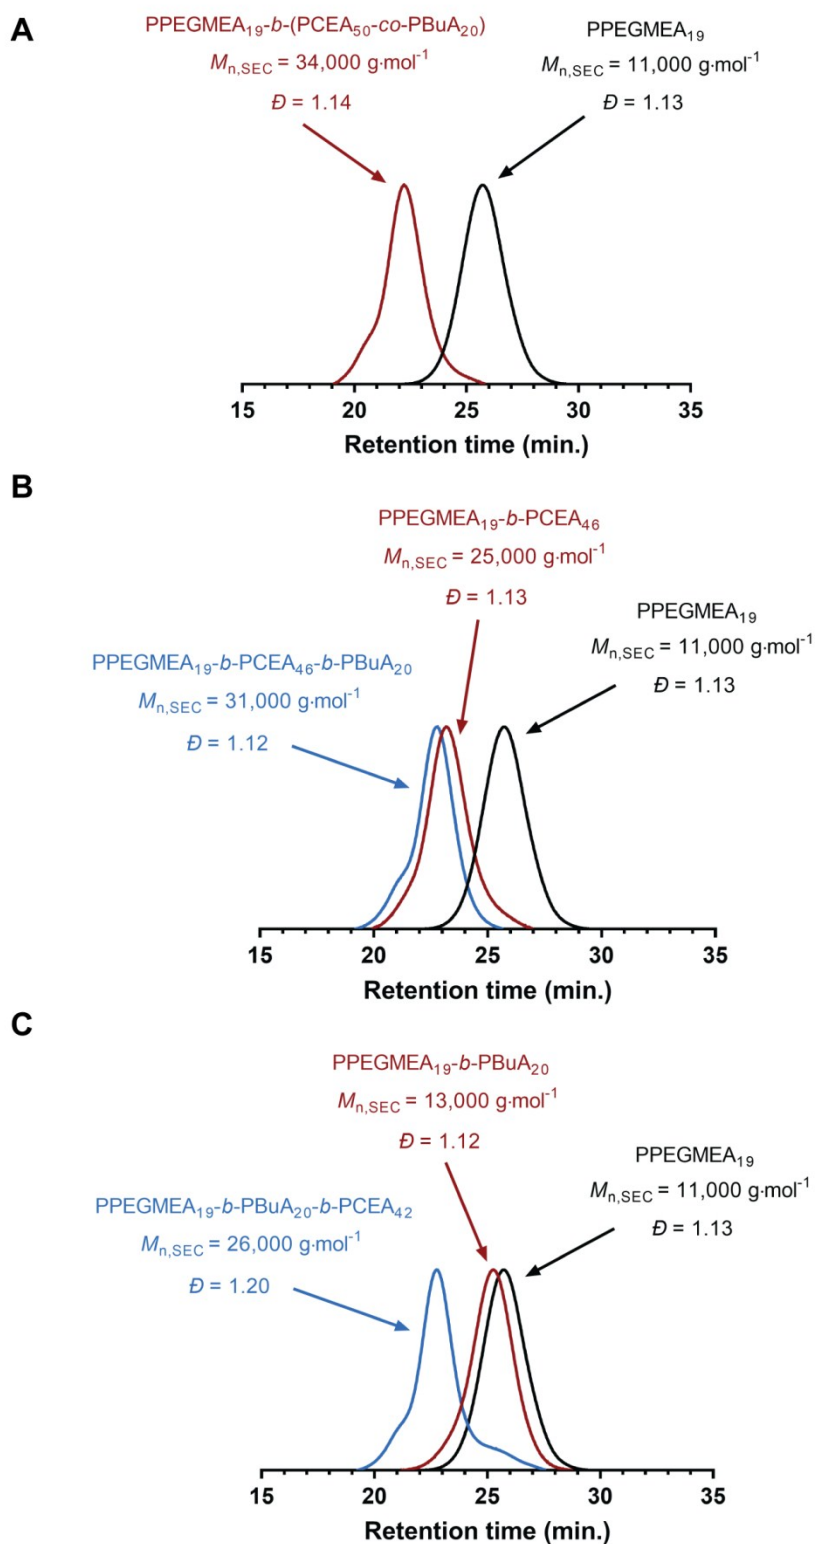 A
PPEGMEA₁₉-b-(PCEA₅₀-co-PBuA₂₀)
Mn,SEC = 34,000 g·mol⁻¹
Đ = 1.14
PPEGMEA₁₉
Mn,SEC = 11,000 g·mol⁻¹
Đ = 1.13
15 20 25 30 35
Retention time (min.)
B
PPEGMEA₁₉-b-PCEA₄₆
Mn,SEC = 25,000 g·mol⁻¹
Đ = 1.13
PPEGMEA₁₉
Mn,SEC = 11,000 g·mol⁻¹
Đ = 1.13
PPEGMEA₁₉-b-PCEA₄₆-b-PBuA₂₀
Mn,SEC = 31,000 g·mol⁻¹
Đ = 1.12
15 20 25 30 35
Retention time (min.)
C
PPEGMEA₁₉-b-PBuA₂₀
Mn,SEC = 13,000 g·mol⁻¹
Đ = 1.12
PPEGMEA₁₉
Mn,SEC = 11,000 g·mol⁻¹
Đ = 1.13
PPEGMEA₁₉-b-PBuA₂₀-b-PCEA₄₂
Mn,SEC = 26,000 g·mol⁻¹
Đ = 1.20
15 20 25 30 35
Retention time (min.)